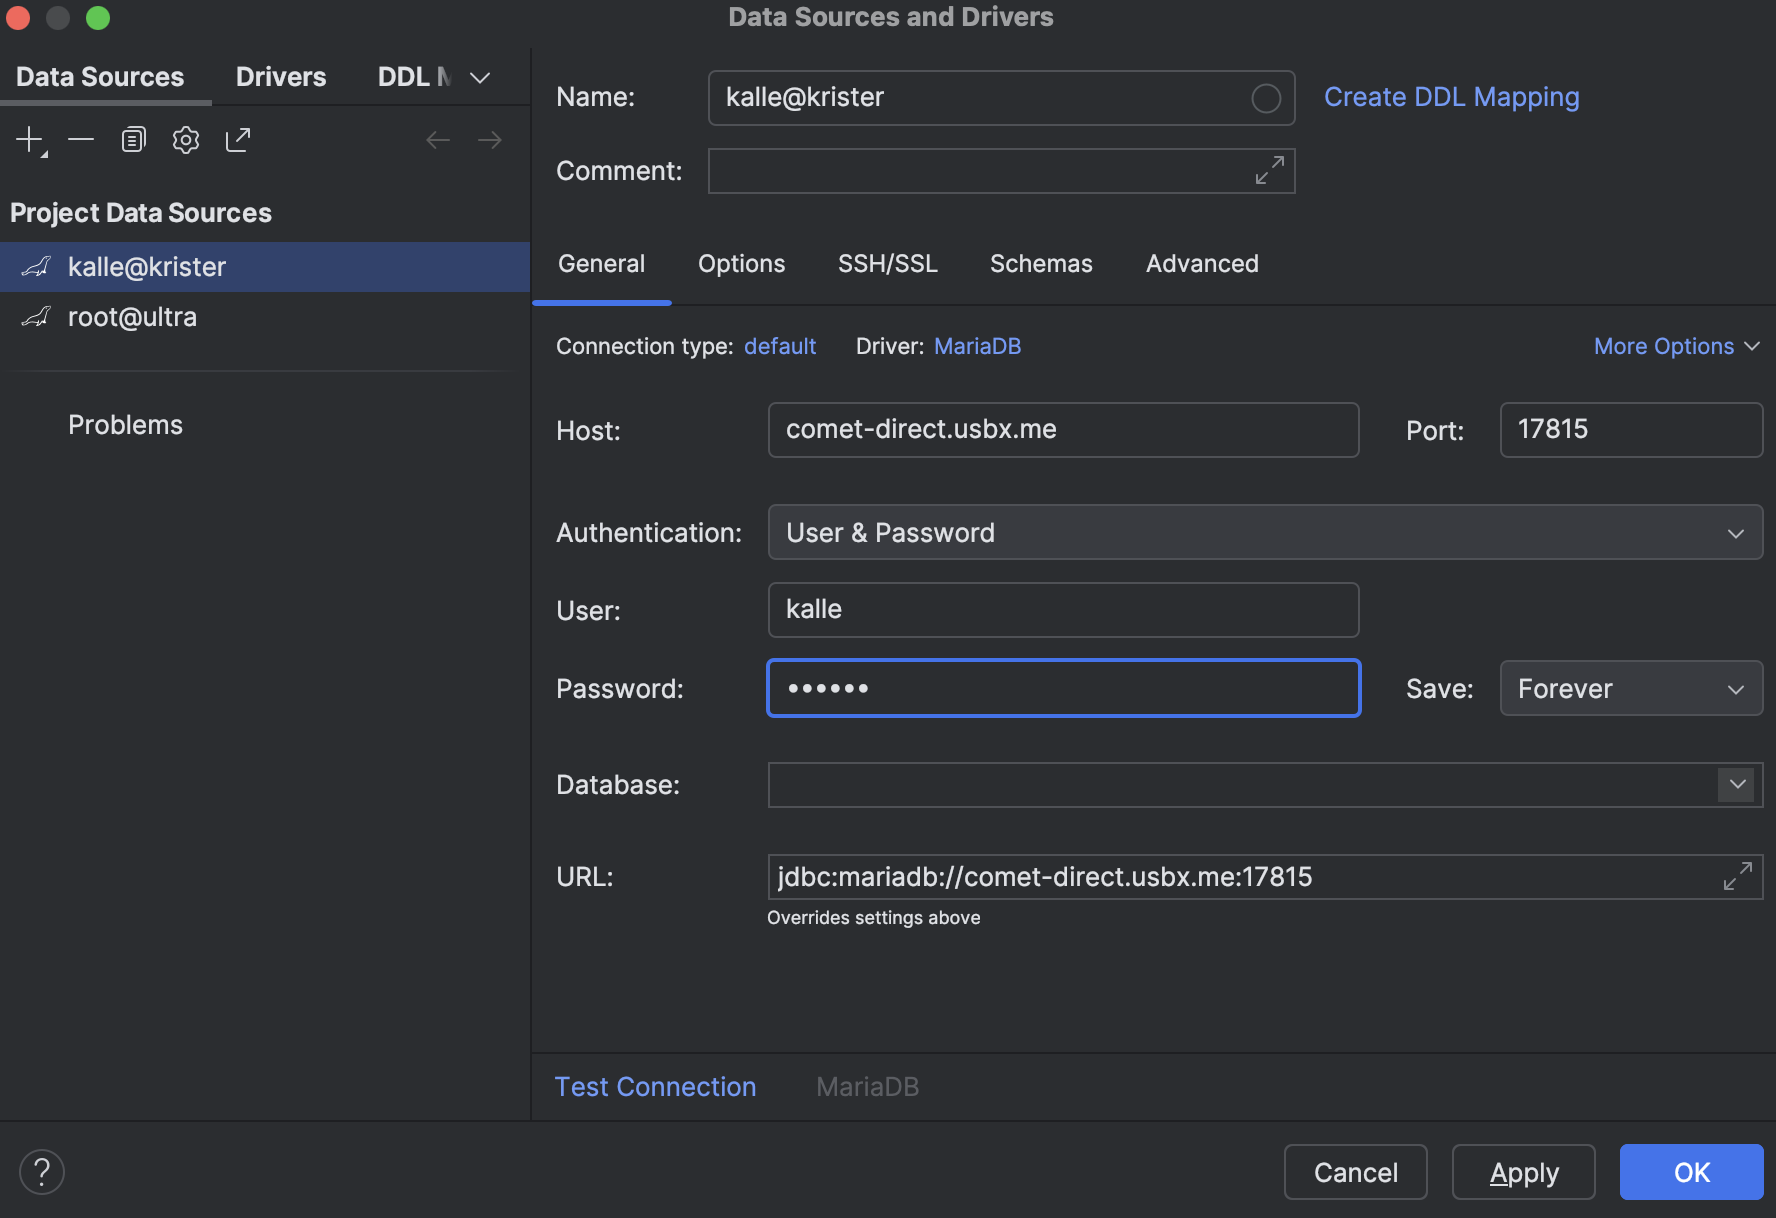 Data Sources and Drivers
Data Sources Drivers DDL
Project Data Sources
kalle@krister
root@ultra
Problems
Name: kalle@krister Create DDL Mapping
Comment:
General Options SSH/SSL Schemas Advanced
Connection type: default Driver: MariaDB More Options
Host: comet-direct.usbx.me Port: 17815
Authentication: User & Password
User: kalle
Password: •••••• Save: Forever
Database:
URL: jdbc:mariadb://comet-direct.usbx.me:17815
Overrides settings above
Test Connection MariaDB
? Cancel Apply OK